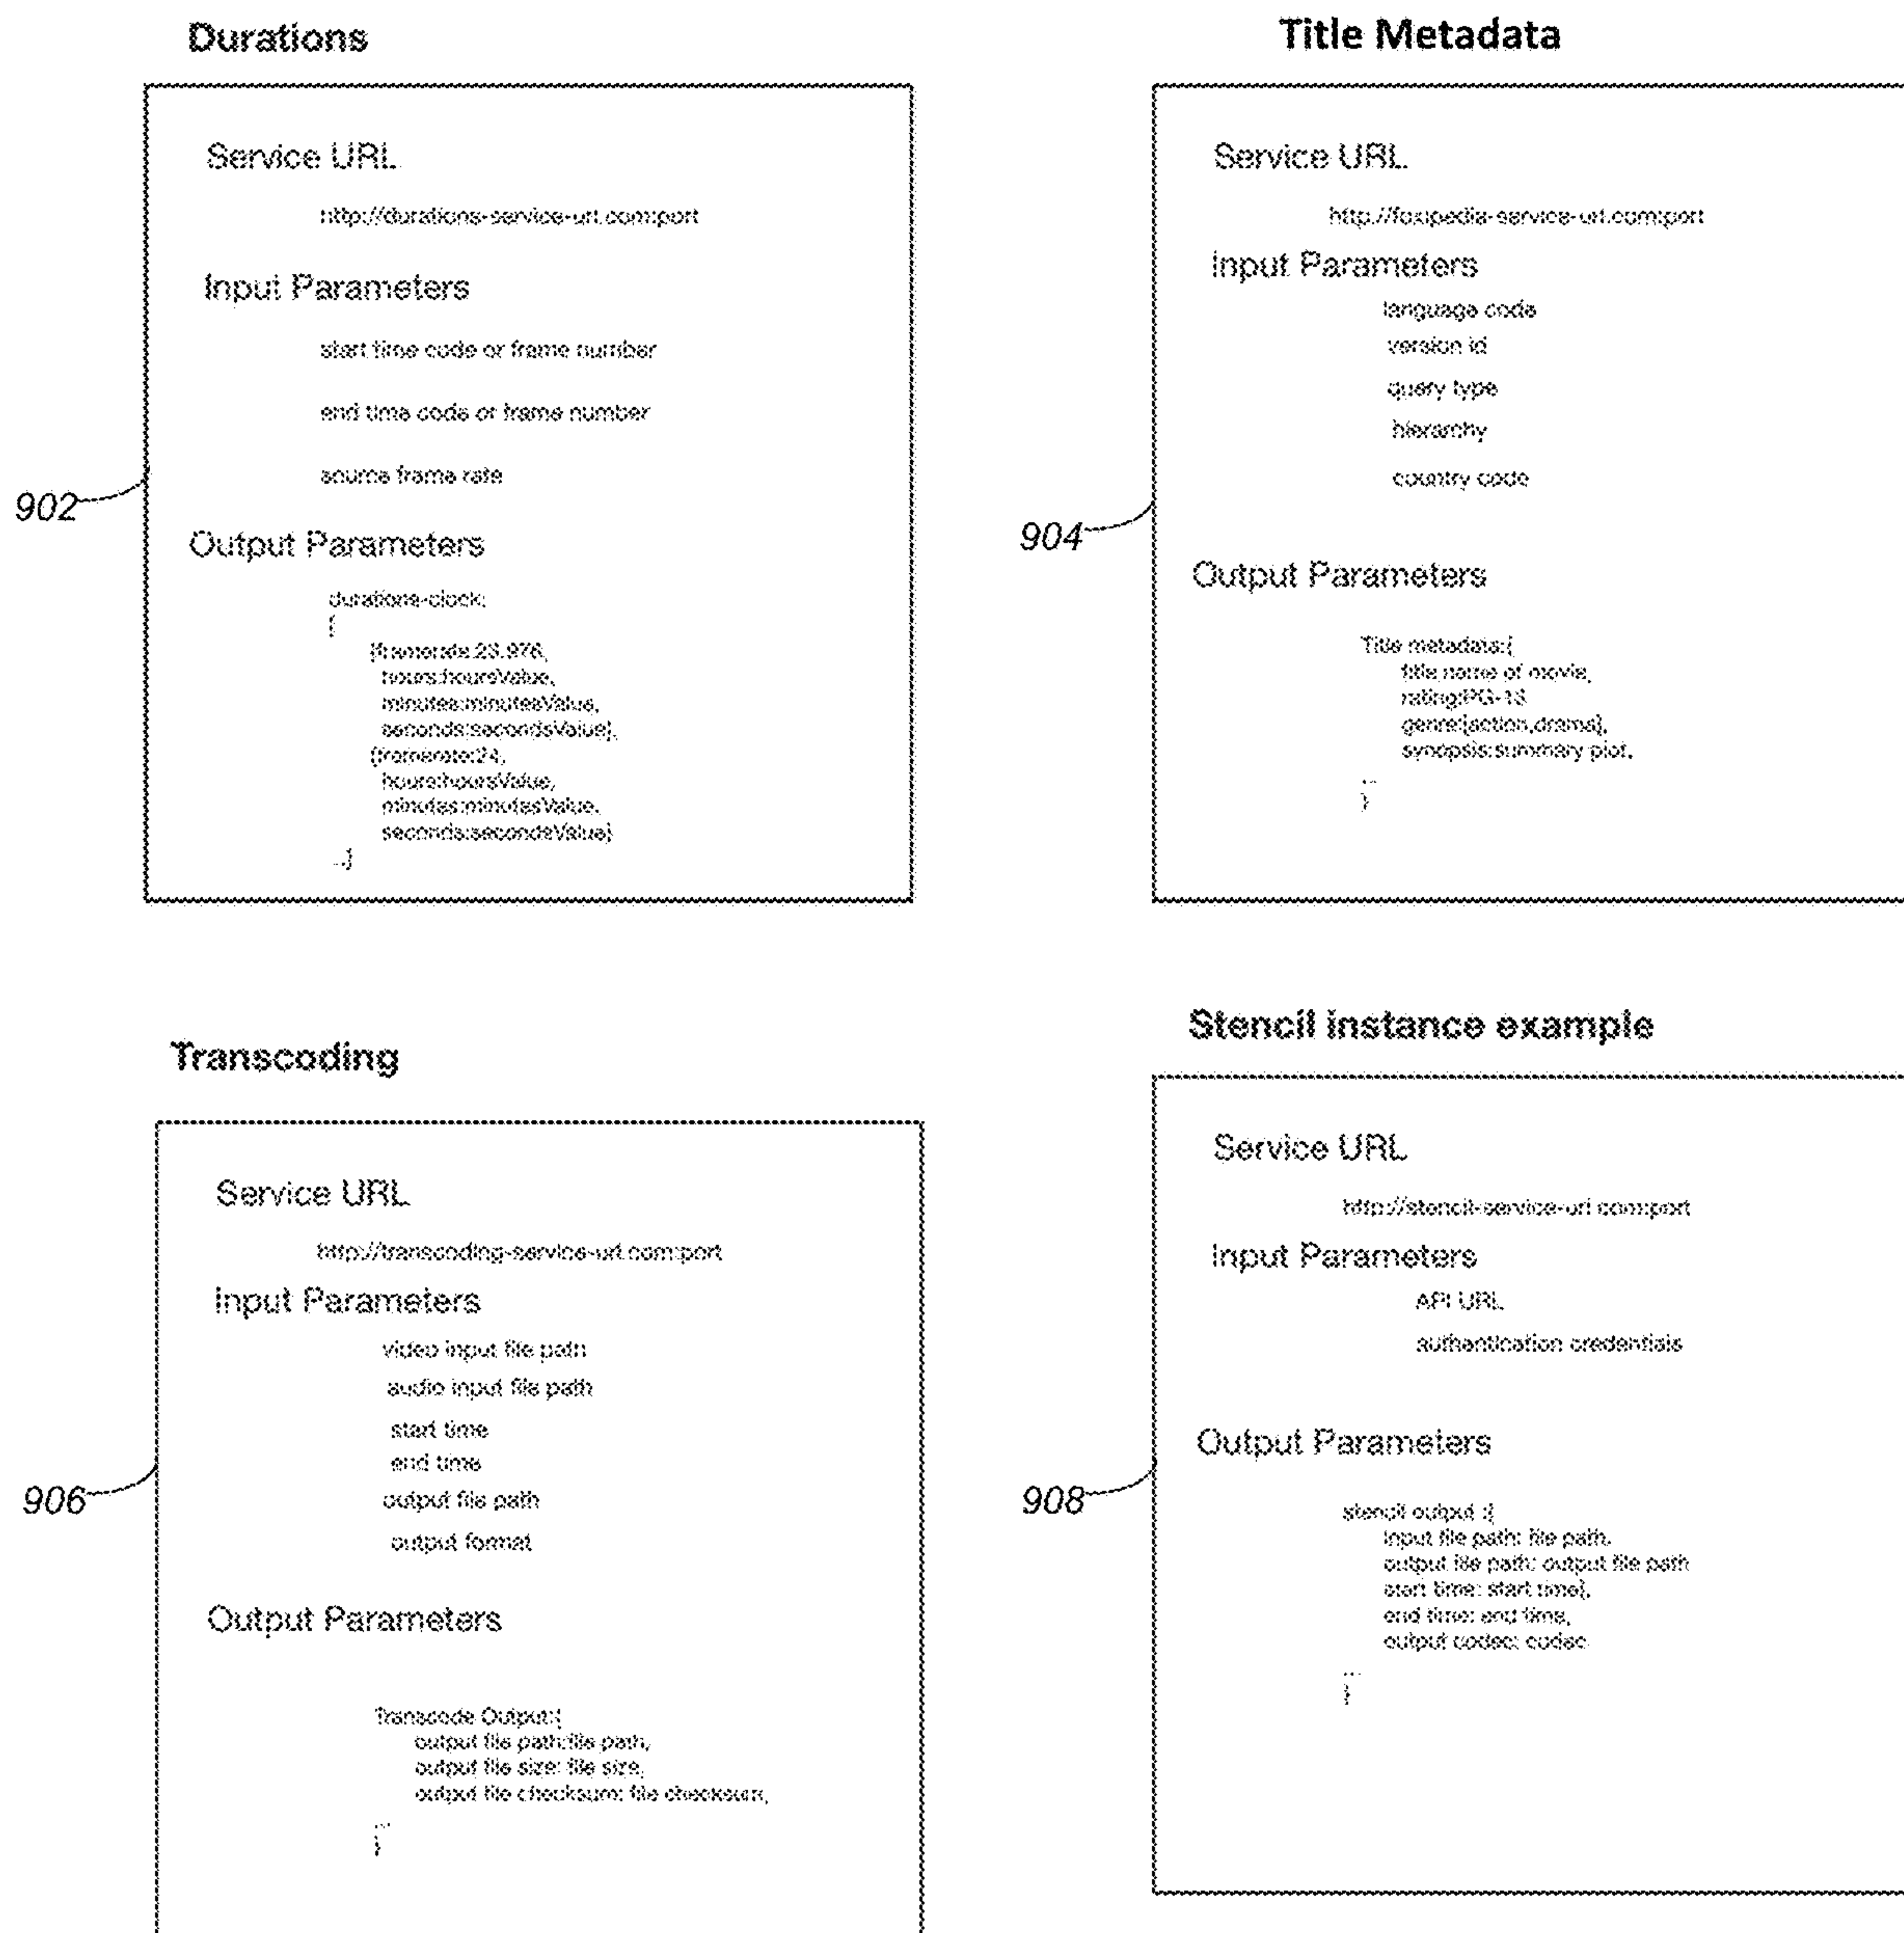 Durations
Service URL
http://durations-service-url.com:port
Input Parameters
start time code or frame number
end time code or frame number
source frame rate
902
Output Parameters
durations-clock:
[
{framerate:23.976,
hours:hoursValue,
minutes:minutesValue,
seconds:secondsValue},
{framerate:24,
hours:hoursValue,
minutes:minutesValue,
seconds:secondsValue}
...]
Title Metadata
Service URL
http://foxipedia-service-url.com:port
Input Parameters
language code
version id
query type
hierarchy
country code
904
Output Parameters
Title metadata:{
title:name of movie,
rating:PG-13
genre:[action,drama],
synopsis:summary plot,
...
}
Transcoding
Service URL
http://transcoding-service-url.com:port
Input Parameters
video input file path
audio input file path
start time
end time
906
output file path
output format
Output Parameters
Transcode Output:{
output file path:file path,
output file size: file size,
output file checksum: file checksum,
...
}
Stencil instance example
Service URL
http://stencil-service-url.com:port
Input Parameters
API URL
authentication credentials
Output Parameters
908
stencil output :{
input file path: file path,
output file path: output file path
start time: start time},
end time: end time,
output codec: codec
...
}